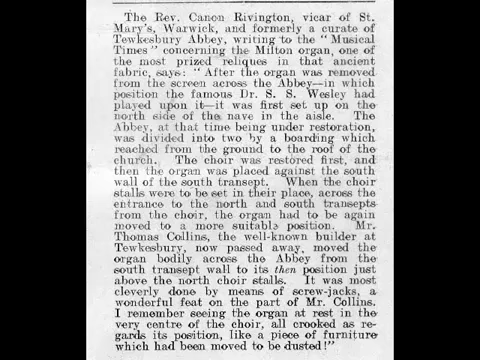 The Rev. Canon Rivington, vicar of St.
Mary's, Warwick, and formerly a curate of
Tewkesbury Abbey, writing to the "Musical
Times" concerning the Milton organ, one of
the most prized reliques in that ancient
fabric, says: "After the organ was removed
from the screen across the Abbey—in which
position the famous Dr. S. S. Wesley had
played upon it—it was first set up on the
north side of the nave in the aisle. The
Abbey, at that time being under restoration,
was divided into two by a boarding which
reached from the ground to the roof of the
church. The choir was restored first, and
then the organ was placed against the south
wall of the south transept. When the choir
stalls were to be set in their place, across the
entrance to the north and south transepts
from the choir, the organ had to be again
moved to a more suitable position. Mr.
Thomas Collins, the well-known builder at
Tewkesbury, now passed away, moved the
organ bodily across the Abbey from the
south transept wall to its then position just
above the north choir stalls. It was most
cleverly done by means of screw-jacks, a
wonderful feat on the part of Mr. Collins.
I remember seeing the organ at rest in the
very centre of the choir, all crooked as re-
gards its position, like a piece of furniture
which had been moved to be dusted!"